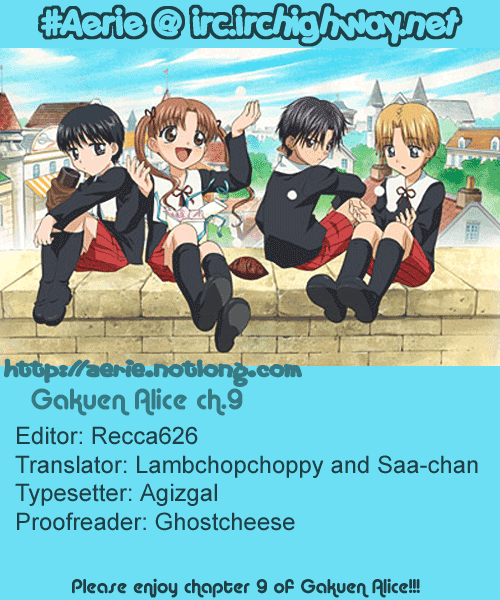 #Aerie @ irc.irchighway.net
https://aerie.notlong.com
Gakuen Alice ch.9
Editor: Recca626
Translator: Lambchopchoppy and Saa-chan
Typesetter: Agizgal
Proofreader: Ghostcheese
Please enjoy chapter 9 of Gakuen Alice!!!